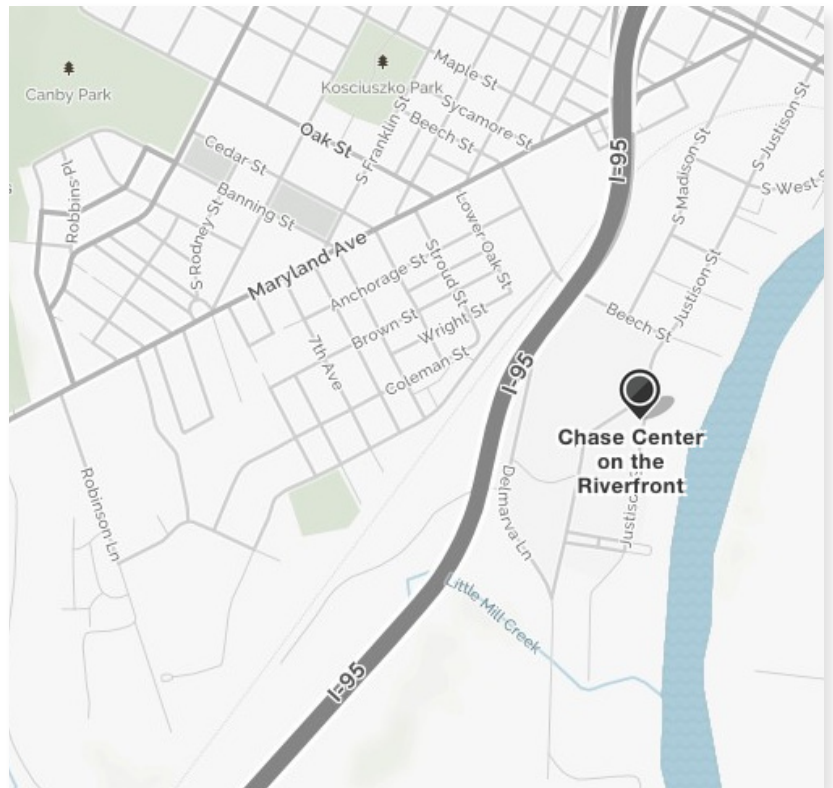 Canby Park
Kosciuszko Park
Maple St
Sycamore St
Beech St
Oak St
S Franklin St
Cedar St
Banning St
Robbins Pl
S Rodney St
Maryland Ave
Lower Oak St
Anchorage St
Stroud St
Brown St
Wright St
Coleman St
7th Ave
I-95
S Madison St
S Justison St
S West S
Justison St
Beech St
I-95
Chase Center
on the
Riverfront
Robinson Ln
Delmarva Ln
Little Mill Creek
I-95